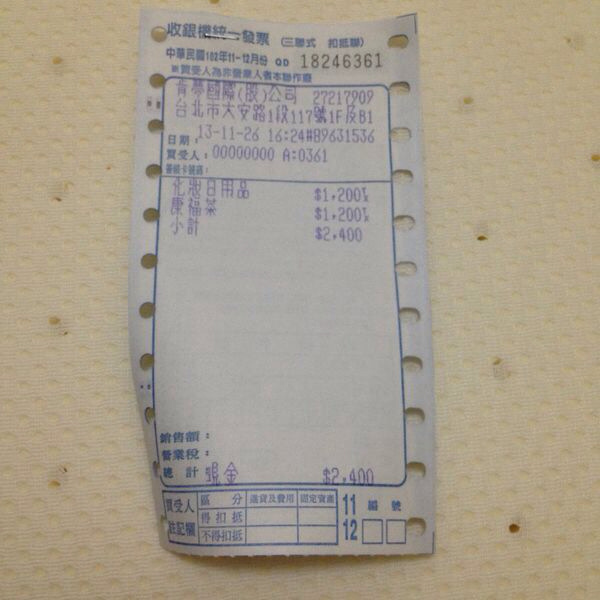 收銀機統一發票 (三聯式 扣抵聯)
中華民國102年11-12月份 QD 18246361
※買受人為非營業人者本聯作廢
肯夢國際(股)公司 27217909
台北市大安路1段117號1F及B1
日期: 13-11-26 16:24#B9631536
買受人: 00000000 A:0361
化妝日用品 $1,200TX
康福茶 $1,200TX
小計 $2,400
銷售額:
營業稅:
總計 現金 $2,400
買受人註記欄 區分 進貨及費用 固定資產 11 編號
得扣抵 12
不得扣抵